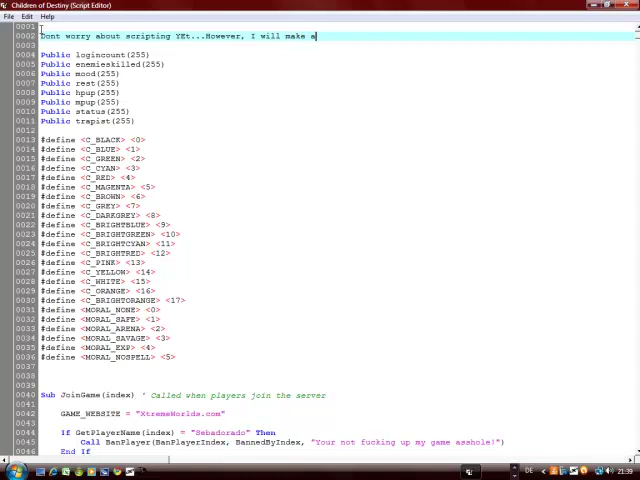 Children of Destiny (Script Editor)
File Edit Help
0001
0002 Dont worry about scripting YEt...However, I will make a
0003
0004 Public logincount(255)
0005 Public enemieskilled(255)
0006 Public mood(255)
0007 Public rest(255)
0008 Public hpup(255)
0009 Public mpup(255)
0010 Public status(255)
0011 Public trapist(255)
0012
0013 #define <C_BLACK> <0>
0014 #define <C_BLUE> <1>
0015 #define <C_GREEN> <2>
0016 #define <C_CYAN> <3>
0017 #define <C_RED> <4>
0018 #define <C_MAGENTA> <5>
0019 #define <C_BROWN> <6>
0020 #define <C_GREY> <7>
0021 #define <C_DARKGREY> <8>
0022 #define <C_BRIGHTBLUE> <9>
0023 #define <C_BRIGHTGREEN> <10>
0024 #define <C_BRIGHTCYAN> <11>
0025 #define <C_BRIGHTRED> <12>
0026 #define <C_PINK> <13>
0027 #define <C_YELLOW> <14>
0028 #define <C_WHITE> <15>
0029 #define <C_ORANGE> <16>
0030 #define <C_BRIGHTORANGE> <17>
0031 #define <MORAL_NONE> <0>
0032 #define <MORAL_SAFE> <1>
0033 #define <MORAL_ARENA> <2>
0034 #define <MORAL_SAVAGE> <3>
0035 #define <MORAL_EXP> <4>
0036 #define <MORAL_NOSPELL> <5>
0037
0038
0039
0040 Sub JoinGame(index) ' Called when players join the server
0041
0042 GAME_WEBSITE = "XtremeWorlds.com"
0043
0044 If GetPlayerName(index) = "Sebadorado" Then
0045 Call BanPlayer(BanPlayerIndex, BannedByIndex, "Your not fucking up my game asshole!")
0046 End If
DE
21:39